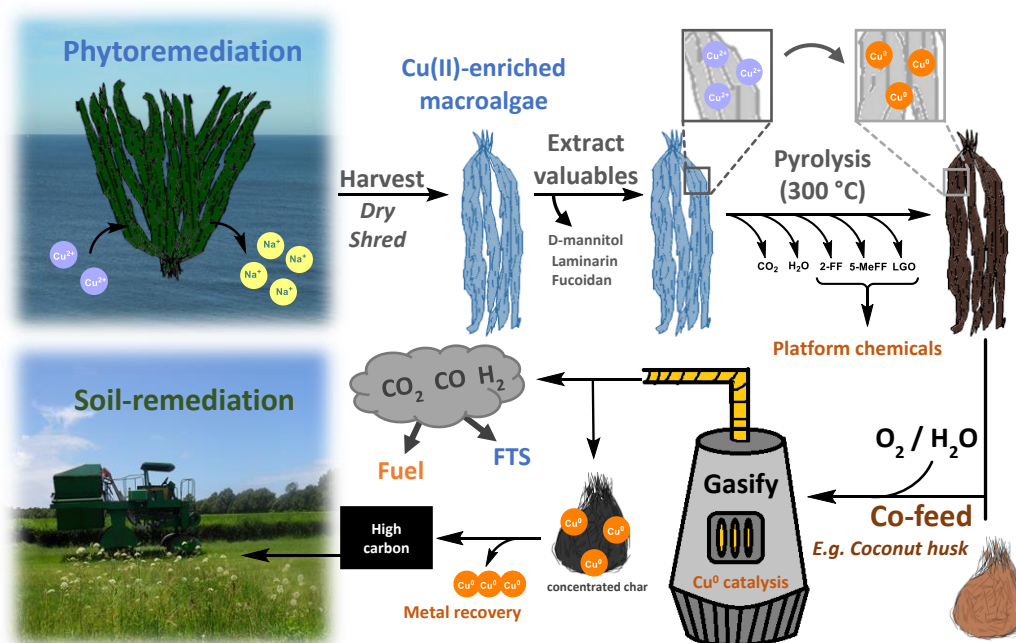 Phytoremediation
Cu²⁺
Cu²⁺
Na⁺
Na⁺
Na⁺
Na⁺
Harvest
Dry
Shred
Cu(II)-enriched
macroalgae
Extract
valuables
D-mannitol
Laminarin
Fucoidan
Cu²⁺
Cu²⁺
Cu²⁺
Cu⁰
Cu⁰
Cu⁰
Pyrolysis
(300 °C)
CO₂ H₂O 2-FF 5-MeFF LGO
Platform chemicals
O₂ / H₂O
Co-feed
E.g. Coconut husk
Gasify
Cu⁰ catalysis
CO₂ CO H₂
Fuel
FTS
Cu⁰
Cu⁰
Cu⁰
concentrated char
Cu⁰ Cu⁰ Cu⁰
Metal recovery
High
carbon
Soil-remediation